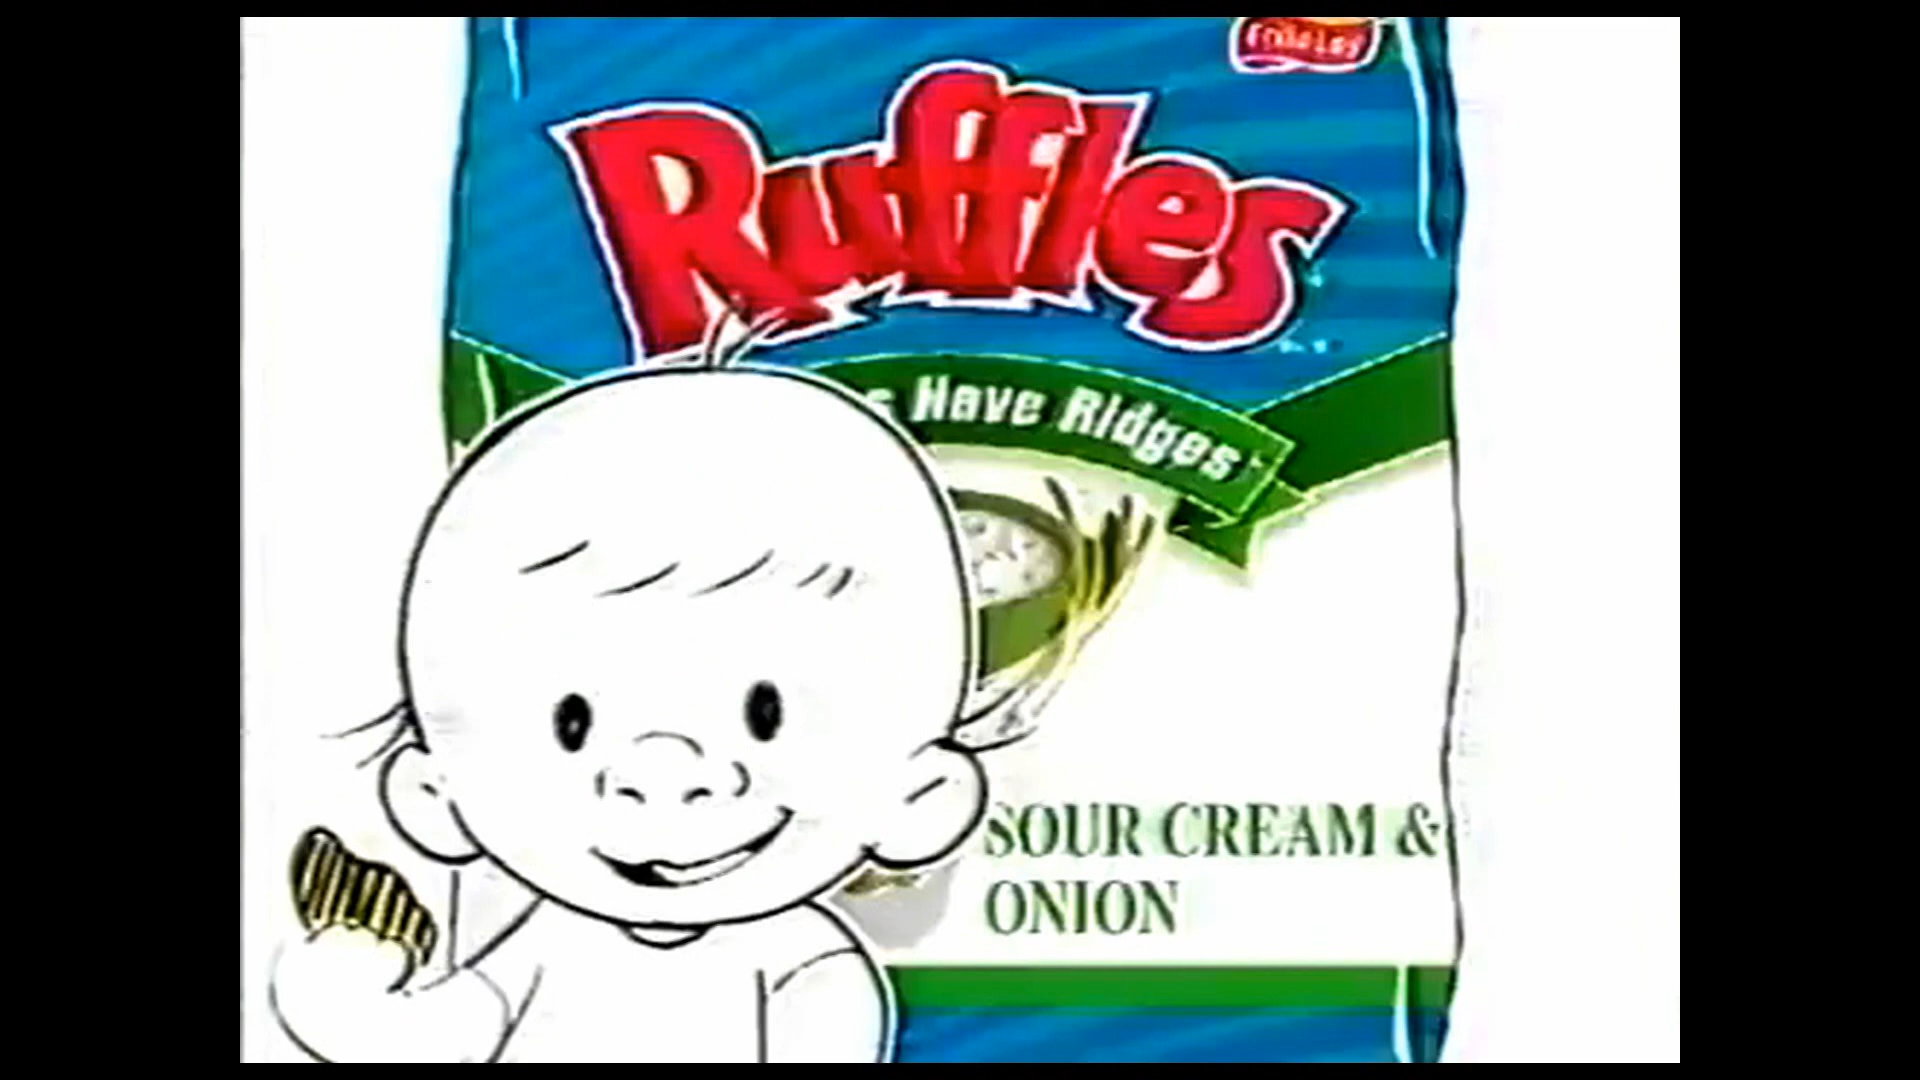 Frito Lay
Ruffles
s Have Ridges
SOUR CREAM &
ONION